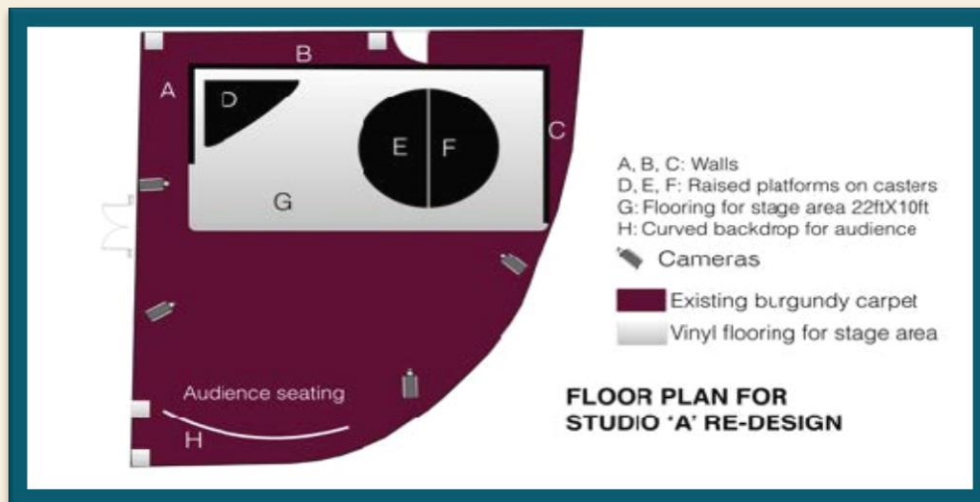 B
A
D
C
E F
G
A, B, C: Walls
D, E, F: Raised platforms on casters
G: Flooring for stage area 22ftX10ft
H: Curved backdrop for audience
Cameras
Existing burgundy carpet
Vinyl flooring for stage area
Audience seating
H
FLOOR PLAN FOR
STUDIO 'A' RE-DESIGN